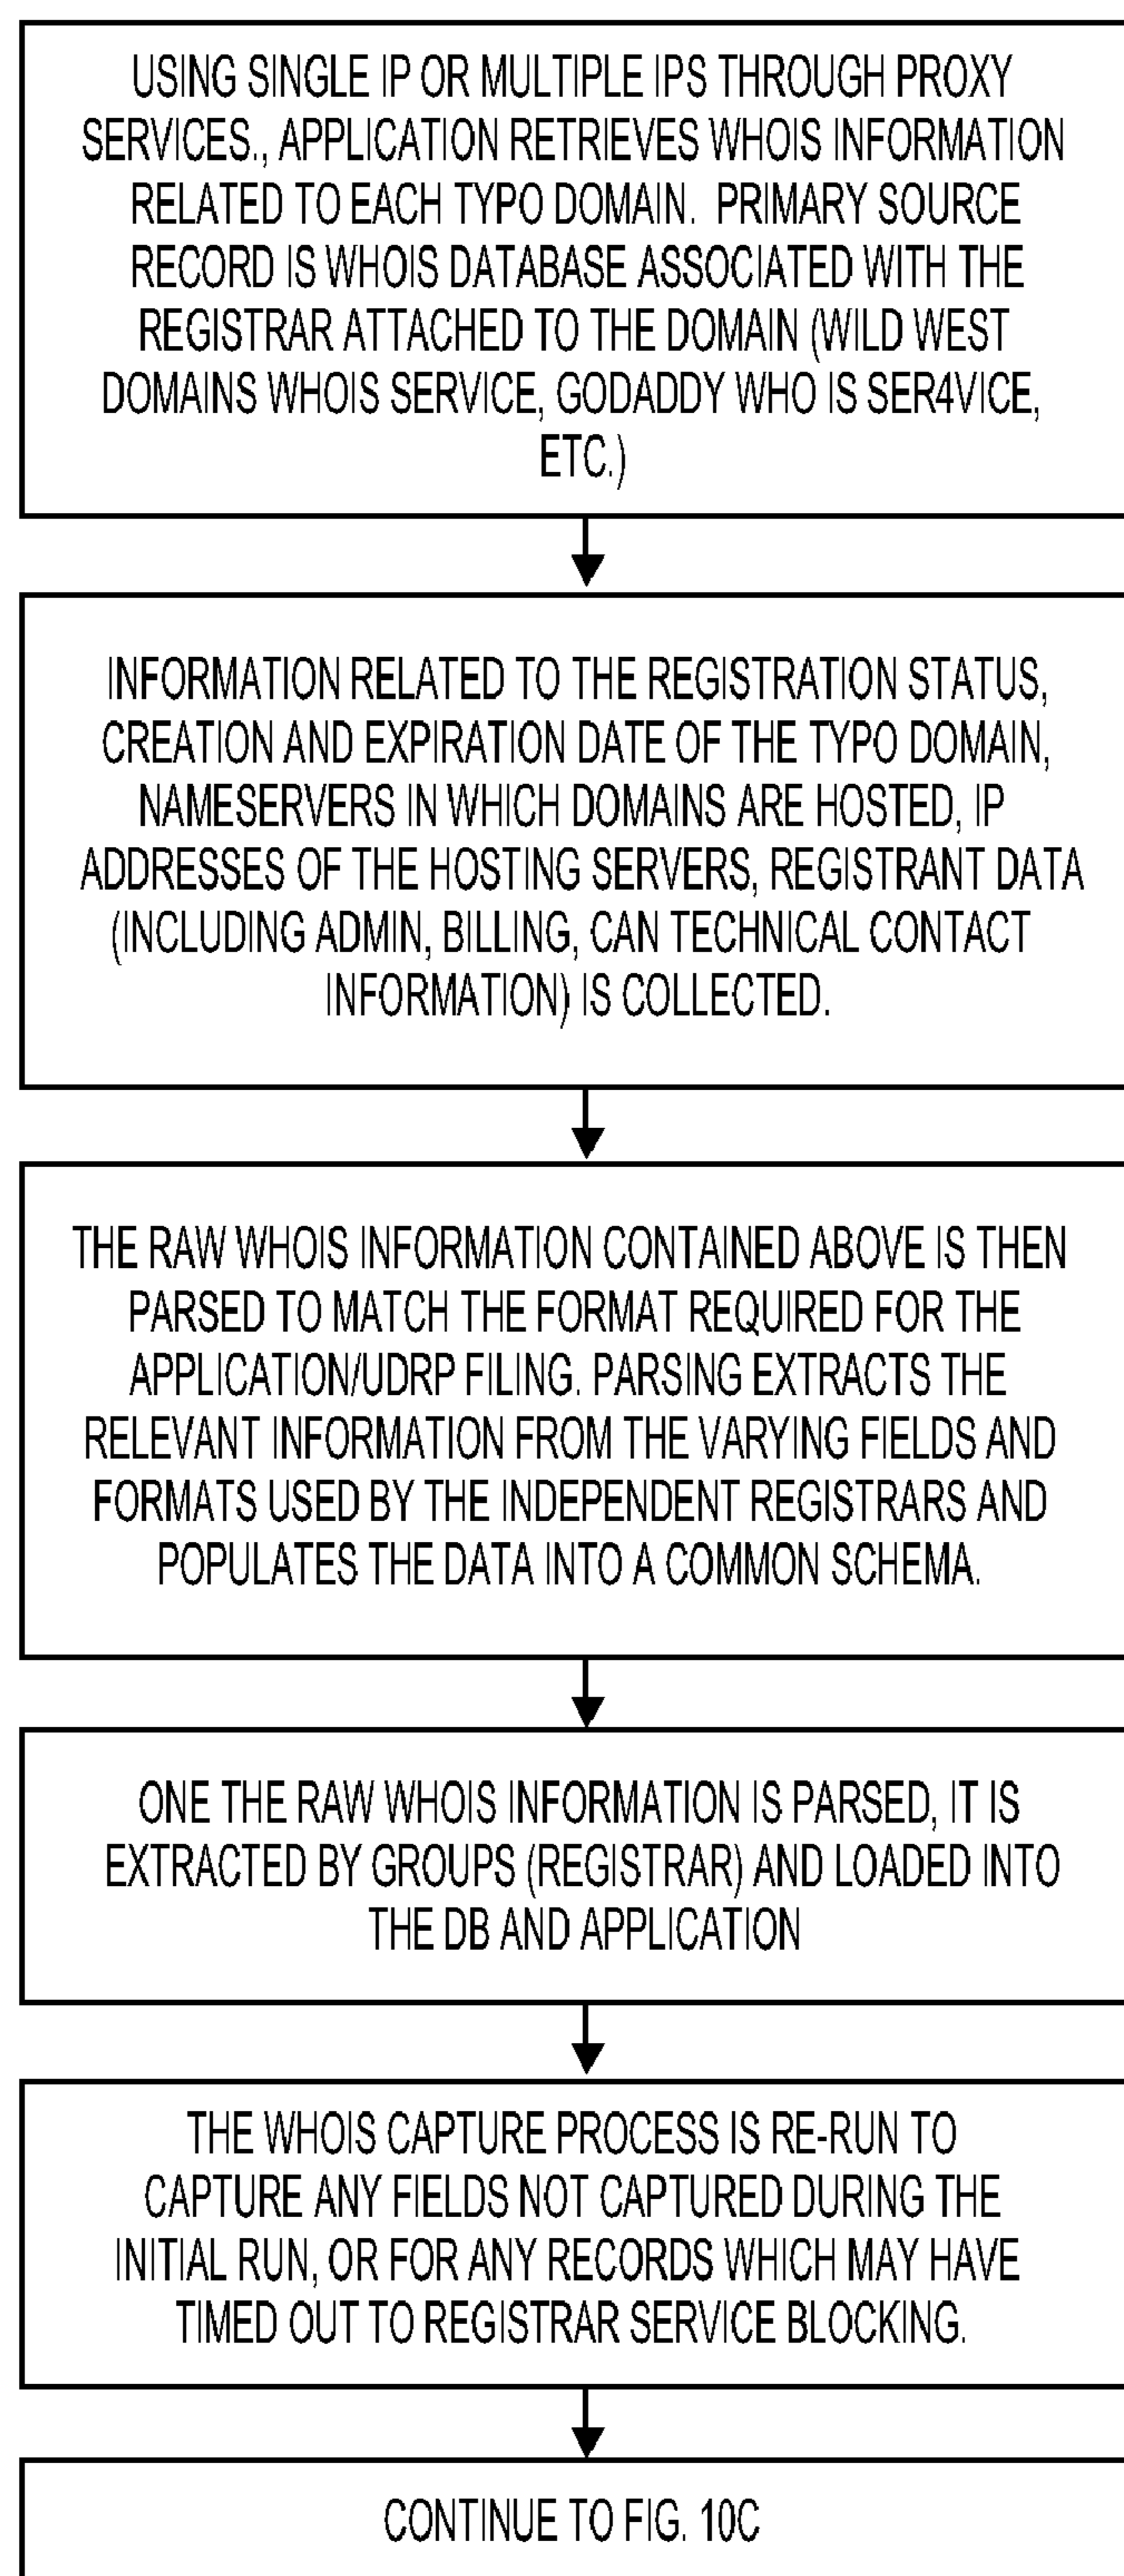 USING SINGLE IP OR MULTIPLE IPS THROUGH PROXY
SERVICES., APPLICATION RETRIEVES WHOIS INFORMATION
RELATED TO EACH TYPO DOMAIN. PRIMARY SOURCE
RECORD IS WHOIS DATABASE ASSOCIATED WITH THE
REGISTRAR ATTACHED TO THE DOMAIN (WILD WEST
DOMAINS WHOIS SERVICE, GODADDY WHO IS SER4VICE,
ETC.)
INFORMATION RELATED TO THE REGISTRATION STATUS,
CREATION AND EXPIRATION DATE OF THE TYPO DOMAIN,
NAMESERVERS IN WHICH DOMAINS ARE HOSTED, IP
ADDRESSES OF THE HOSTING SERVERS, REGISTRANT DATA
(INCLUDING ADMIN, BILLING, CAN TECHNICAL CONTACT
INFORMATION) IS COLLECTED.
THE RAW WHOIS INFORMATION CONTAINED ABOVE IS THEN
PARSED TO MATCH THE FORMAT REQUIRED FOR THE
APPLICATION/UDRP FILING. PARSING EXTRACTS THE
RELEVANT INFORMATION FROM THE VARYING FIELDS AND
FORMATS USED BY THE INDEPENDENT REGISTRARS AND
POPULATES THE DATA INTO A COMMON SCHEMA.
ONE THE RAW WHOIS INFORMATION IS PARSED, IT IS
EXTRACTED BY GROUPS (REGISTRAR) AND LOADED INTO
THE DB AND APPLICATION
THE WHOIS CAPTURE PROCESS IS RE-RUN TO
CAPTURE ANY FIELDS NOT CAPTURED DURING THE
INITIAL RUN, OR FOR ANY RECORDS WHICH MAY HAVE
TIMED OUT TO REGISTRAR SERVICE BLOCKING.
CONTINUE TO FIG. 10C